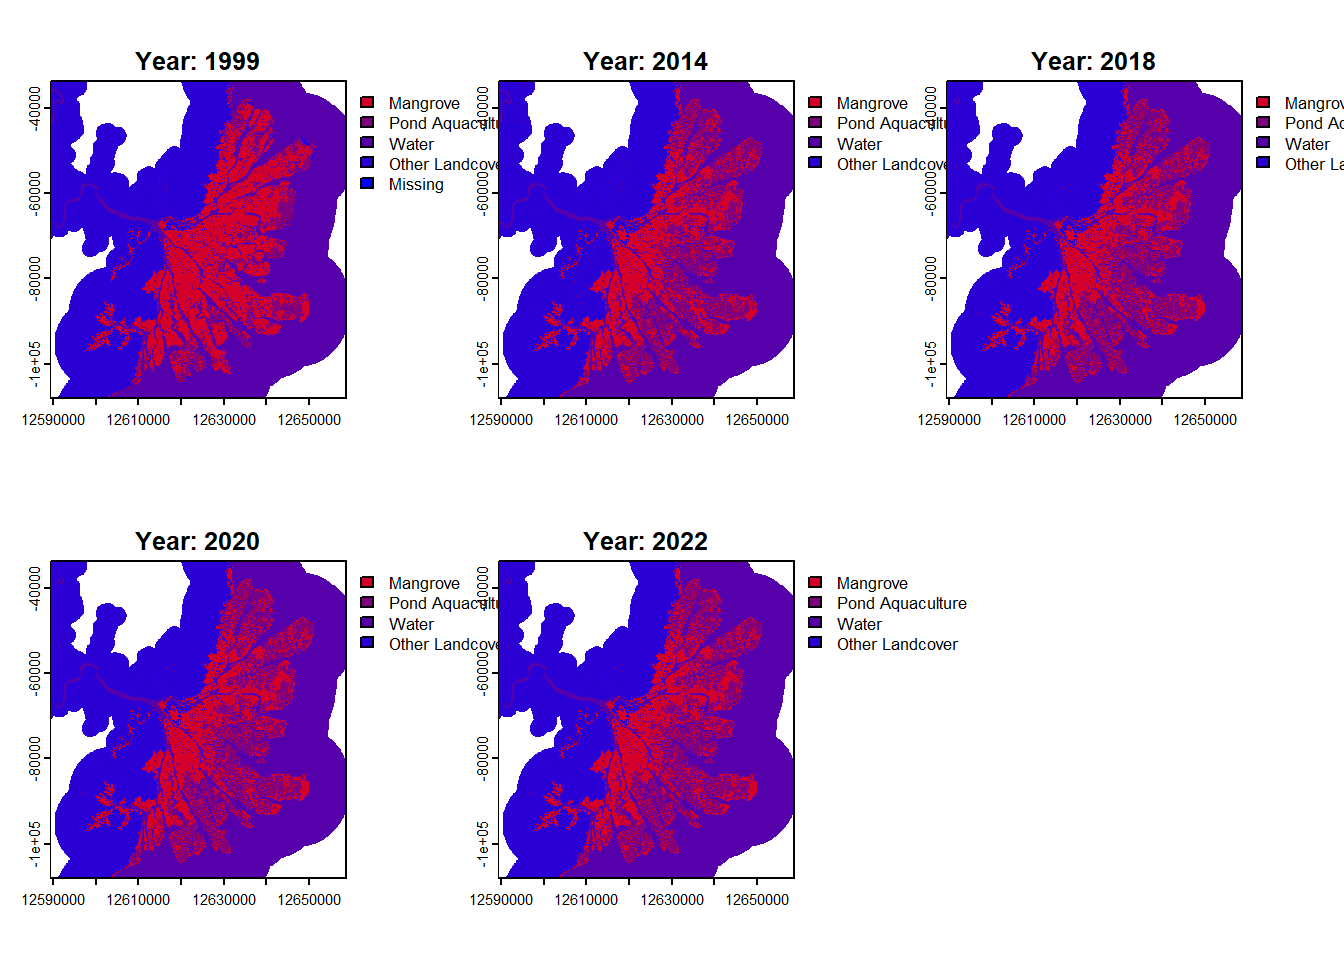 Year: 1999
-40000
-60000
-80000
-1e+05
12590000 12610000 12630000 12650000
Mangrove
Pond Aquacultu
Water
Other Landcove
Missing
Year: 2014
-40000
-60000
-80000
-1e+05
12590000 12610000 12630000 12650000
Mangrove
Pond Aquacultu
Water
Other Landcove
Year: 2018
-40000
-60000
-80000
-1e+05
12590000 12610000 12630000 12650000
Mangrov
Pond Aq
Water
Other La
Year: 2020
-40000
-60000
-80000
-1e+05
12590000 12610000 12630000 12650000
Mangrove
Pond Aquacultu
Water
Other Landcove
Year: 2022
-40000
-60000
-80000
-1e+05
12590000 12610000 12630000 12650000
Mangrove
Pond Aquaculture
Water
Other Landcover